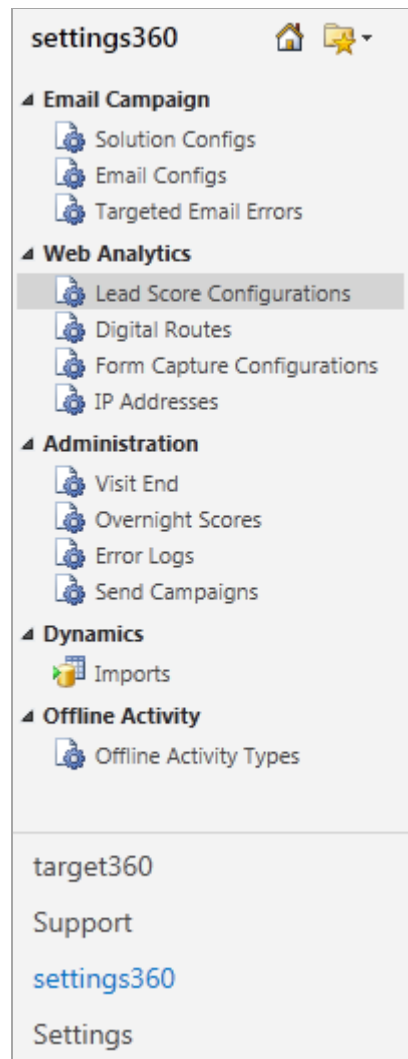 settings360
Email Campaign
Solution Configs
Email Configs
Targeted Email Errors
Web Analytics
Lead Score Configurations
Digital Routes
Form Capture Configurations
IP Addresses
Administration
Visit End
Overnight Scores
Error Logs
Send Campaigns
Dynamics
Imports
Offline Activity
Offline Activity Types
target360
Support
settings360
Settings